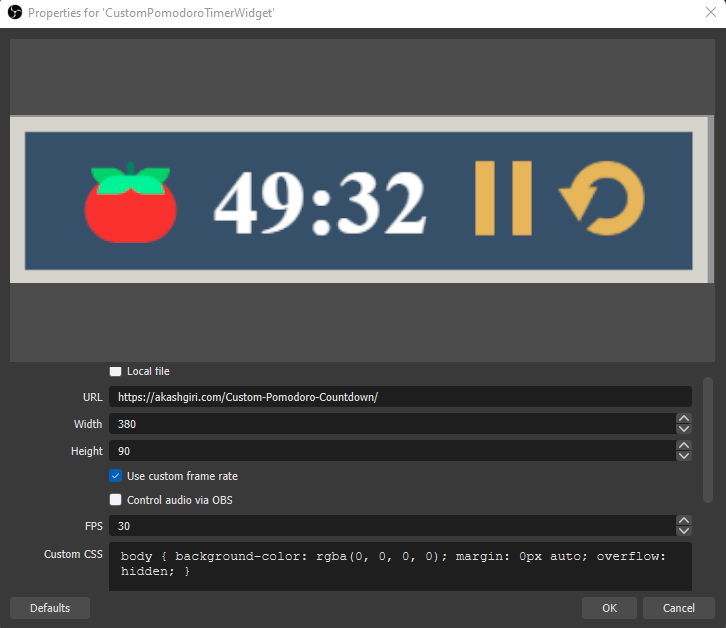 Properties for 'CustomPomodoroTimerWidget'
49:32
Local file
URL https://akashgiri.com/Custom-Pomodoro-Countdown/
Width 380
Height 90
Use custom frame rate
Control audio via OBS
FPS 30
Custom CSS body { background-color: rgba(0, 0, 0, 0); margin: 0px auto; overflow:
hidden; }
Defaults OK Cancel